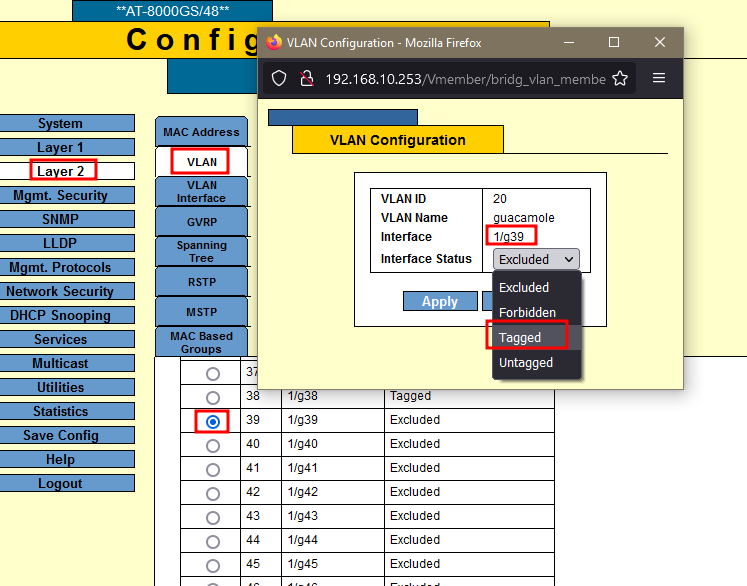 **AT-8000GS/48**
Config
System
Layer 1
Layer 2
Mgmt. Security
SNMP
LLDP
Mgmt. Protocols
Network Security
DHCP Snooping
Services
Multicast
Utilities
Statistics
Save Config
Help
Logout
MAC Address
VLAN
VLAN
Interface
GVRP
Spanning
Tree
RSTP
MSTP
MAC Based
Groups
VLAN Configuration - Mozilla Firefox
192.168.10.253/Vmember/bridg_vlan_membe
VLAN Configuration
VLAN ID 20
VLAN Name guacamole
Interface 1/g39
Interface Status Excluded
Excluded
Forbidden
Tagged
Untagged
Apply
37
38 1/g38 Tagged
39 1/g39 Excluded
40 1/g40 Excluded
41 1/g41 Excluded
42 1/g42 Excluded
43 1/g43 Excluded
44 1/g44 Excluded
45 1/g45 Excluded
46 1/g46 Excluded